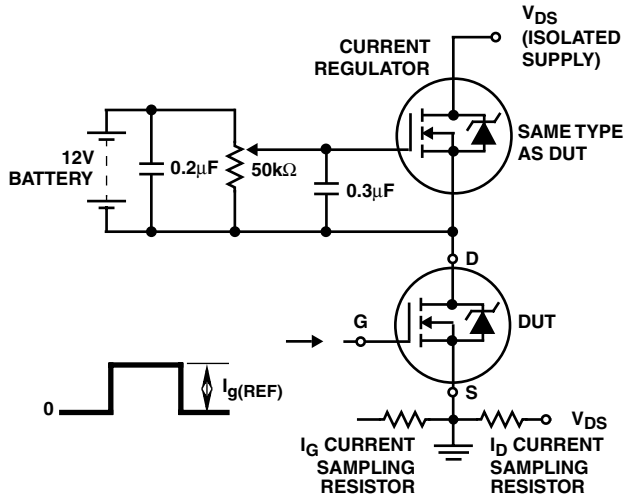 V_DS
(ISOLATED
SUPPLY)
CURRENT
REGULATOR
SAME TYPE
AS DUT
12V
BATTERY
0.2µF
50kΩ
0.3µF
D
G
DUT
S
0
I_g(REF)
V_DS
I_G CURRENT
SAMPLING
RESISTOR
I_D CURRENT
SAMPLING
RESISTOR